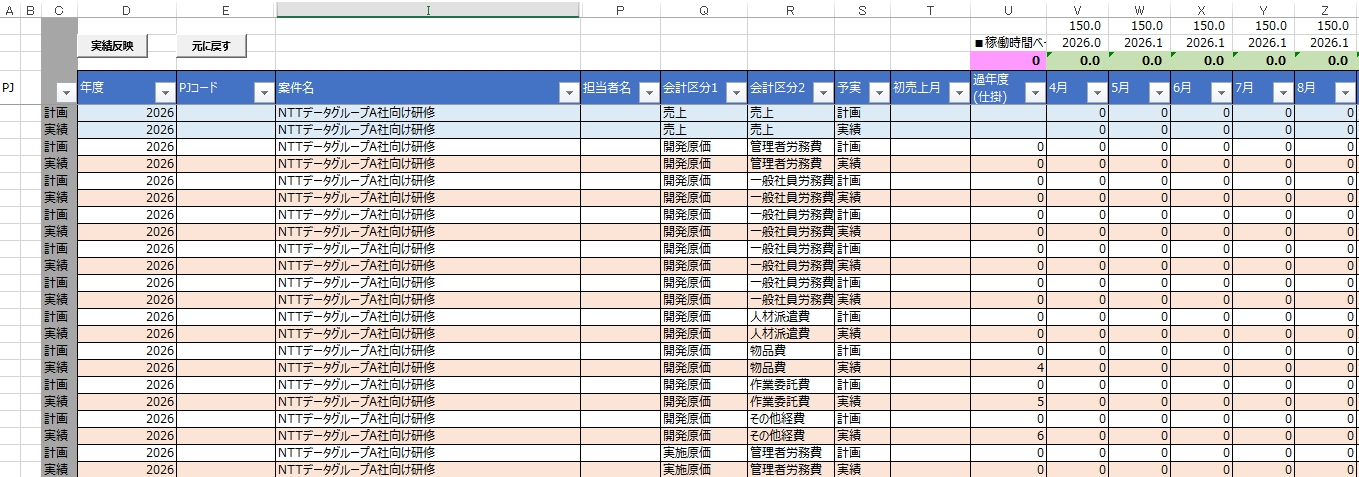 A B C D E I P Q R S T U V W X Y Z
150.0 150.0 150.0 150.0 150.0
実績反映 元に戻す ■稼働時間ベ- 2026.0 2026.1 2026.1 2026.1 2026.1
0 0.0 0.0 0.0 0.0 0.0
PJ 年度 PJコード 案件名 担当者名 会計区分1 会計区分2 予実 初売上月 過年度(仕掛) 4月 5月 6月 7月 8月
計画 2026 NTTデータグループA社向け研修 売上 売上 計画 0 0 0 0 0
実績 2026 NTTデータグループA社向け研修 売上 売上 実績 0 0 0 0 0
計画 2026 NTTデータグループA社向け研修 開発原価 管理者労務費 計画 0 0 0 0 0 0
実績 2026 NTTデータグループA社向け研修 開発原価 管理者労務費 実績 0 0 0 0 0 0
計画 2026 NTTデータグループA社向け研修 開発原価 一般社員労務費 計画 0 0 0 0 0 0
実績 2026 NTTデータグループA社向け研修 開発原価 一般社員労務費 実績 0 0 0 0 0 0
計画 2026 NTTデータグループA社向け研修 開発原価 一般社員労務費 計画 0 0 0 0 0 0
実績 2026 NTTデータグループA社向け研修 開発原価 一般社員労務費 実績 0 0 0 0 0 0
計画 2026 NTTデータグループA社向け研修 開発原価 一般社員労務費 計画 0 0 0 0 0 0
実績 2026 NTTデータグループA社向け研修 開発原価 一般社員労務費 実績 0 0 0 0 0 0
計画 2026 NTTデータグループA社向け研修 開発原価 一般社員労務費 計画 0 0 0 0 0 0
実績 2026 NTTデータグループA社向け研修 開発原価 一般社員労務費 実績 0 0 0 0 0 0
計画 2026 NTTデータグループA社向け研修 開発原価 人材派遣費 計画 0 0 0 0 0 0
実績 2026 NTTデータグループA社向け研修 開発原価 人材派遣費 実績 0 0 0 0 0 0
計画 2026 NTTデータグループA社向け研修 開発原価 物品費 計画 0 0 0 0 0 0
実績 2026 NTTデータグループA社向け研修 開発原価 物品費 実績 4 0 0 0 0 0
計画 2026 NTTデータグループA社向け研修 開発原価 作業委託費 計画 0 0 0 0 0 0
実績 2026 NTTデータグループA社向け研修 開発原価 作業委託費 実績 5 0 0 0 0 0
計画 2026 NTTデータグループA社向け研修 開発原価 その他経費 計画 0 0 0 0 0 0
実績 2026 NTTデータグループA社向け研修 開発原価 その他経費 実績 6 0 0 0 0 0
計画 2026 NTTデータグループA社向け研修 実施原価 管理者労務費 計画 0 0 0 0 0 0
実績 2026 NTTデータグループA社向け研修 実施原価 管理者労務費 実績 0 0 0 0 0 0